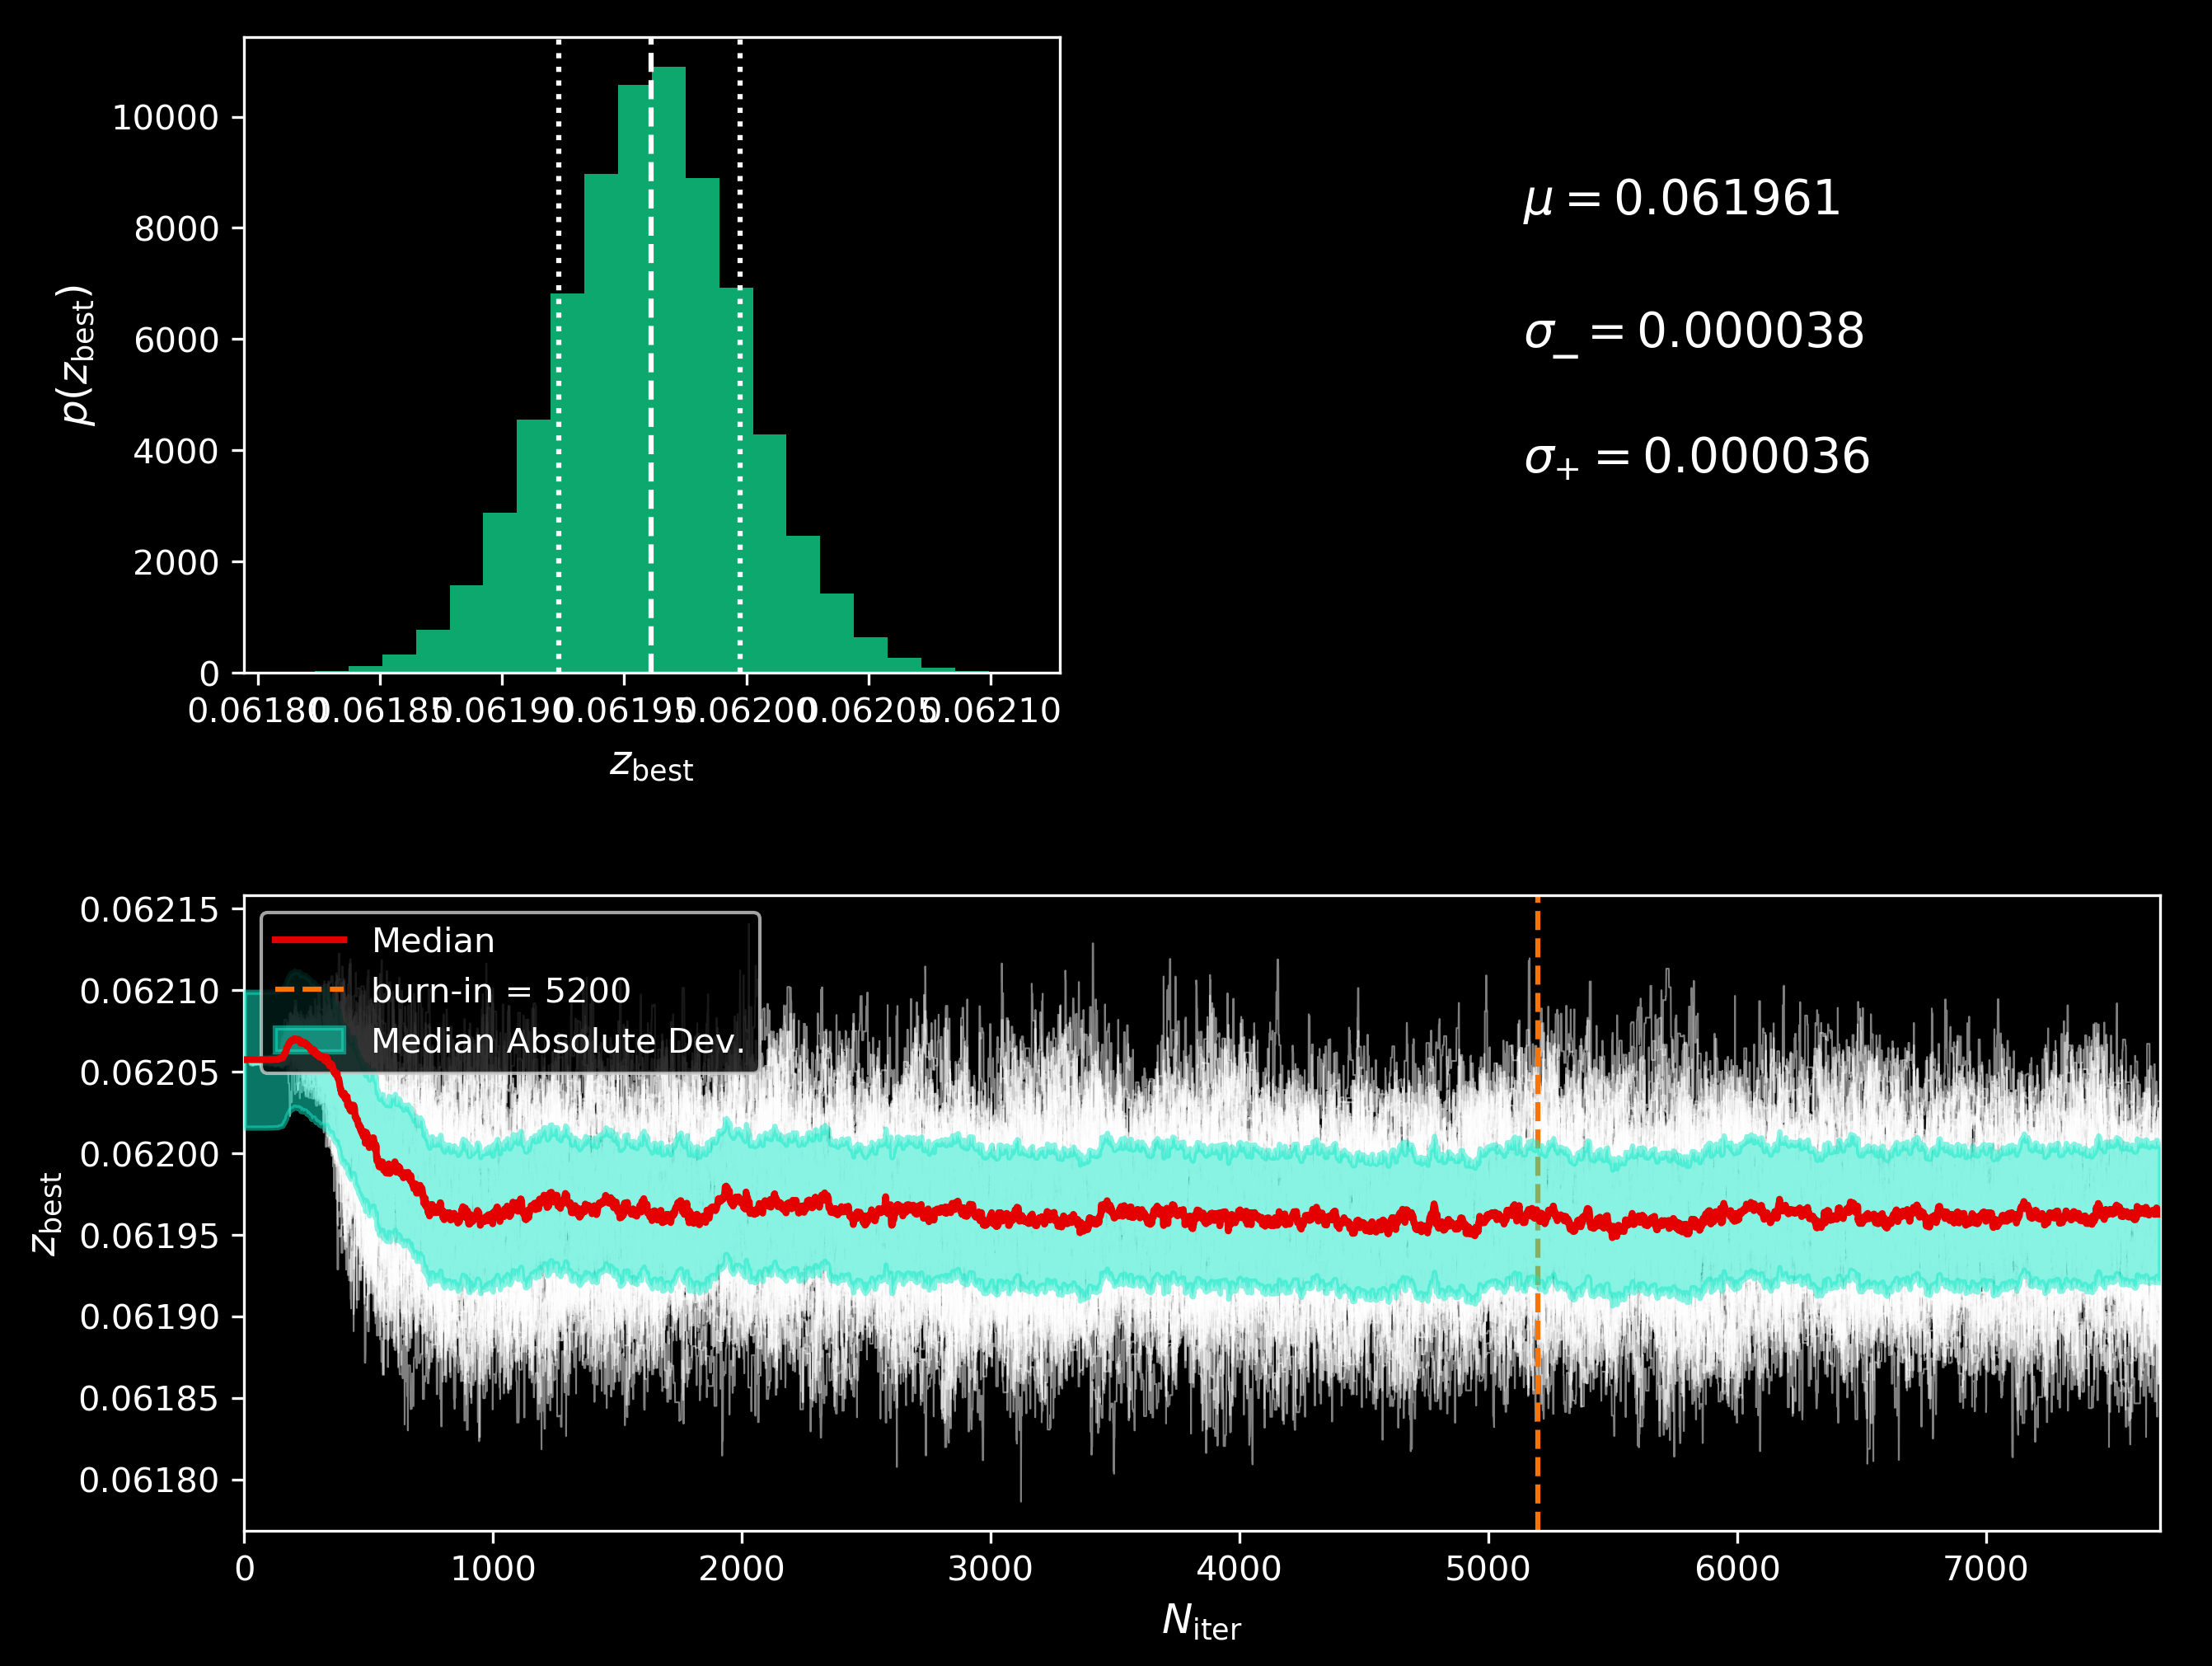 10000
8000
6000
4000
2000
0
p(z_best)
0.06180 0.06185 0.06190 0.06195 0.06200 0.06205 0.06210
z_best
μ = 0.061961
σ_− = 0.000038
σ_+ = 0.000036
0.06215
0.06210
0.06205
0.06200
0.06195
0.06190
0.06185
0.06180
z_best
Median
burn-in = 5200
Median Absolute Dev.
0 1000 2000 3000 4000 5000 6000 7000
N_iter